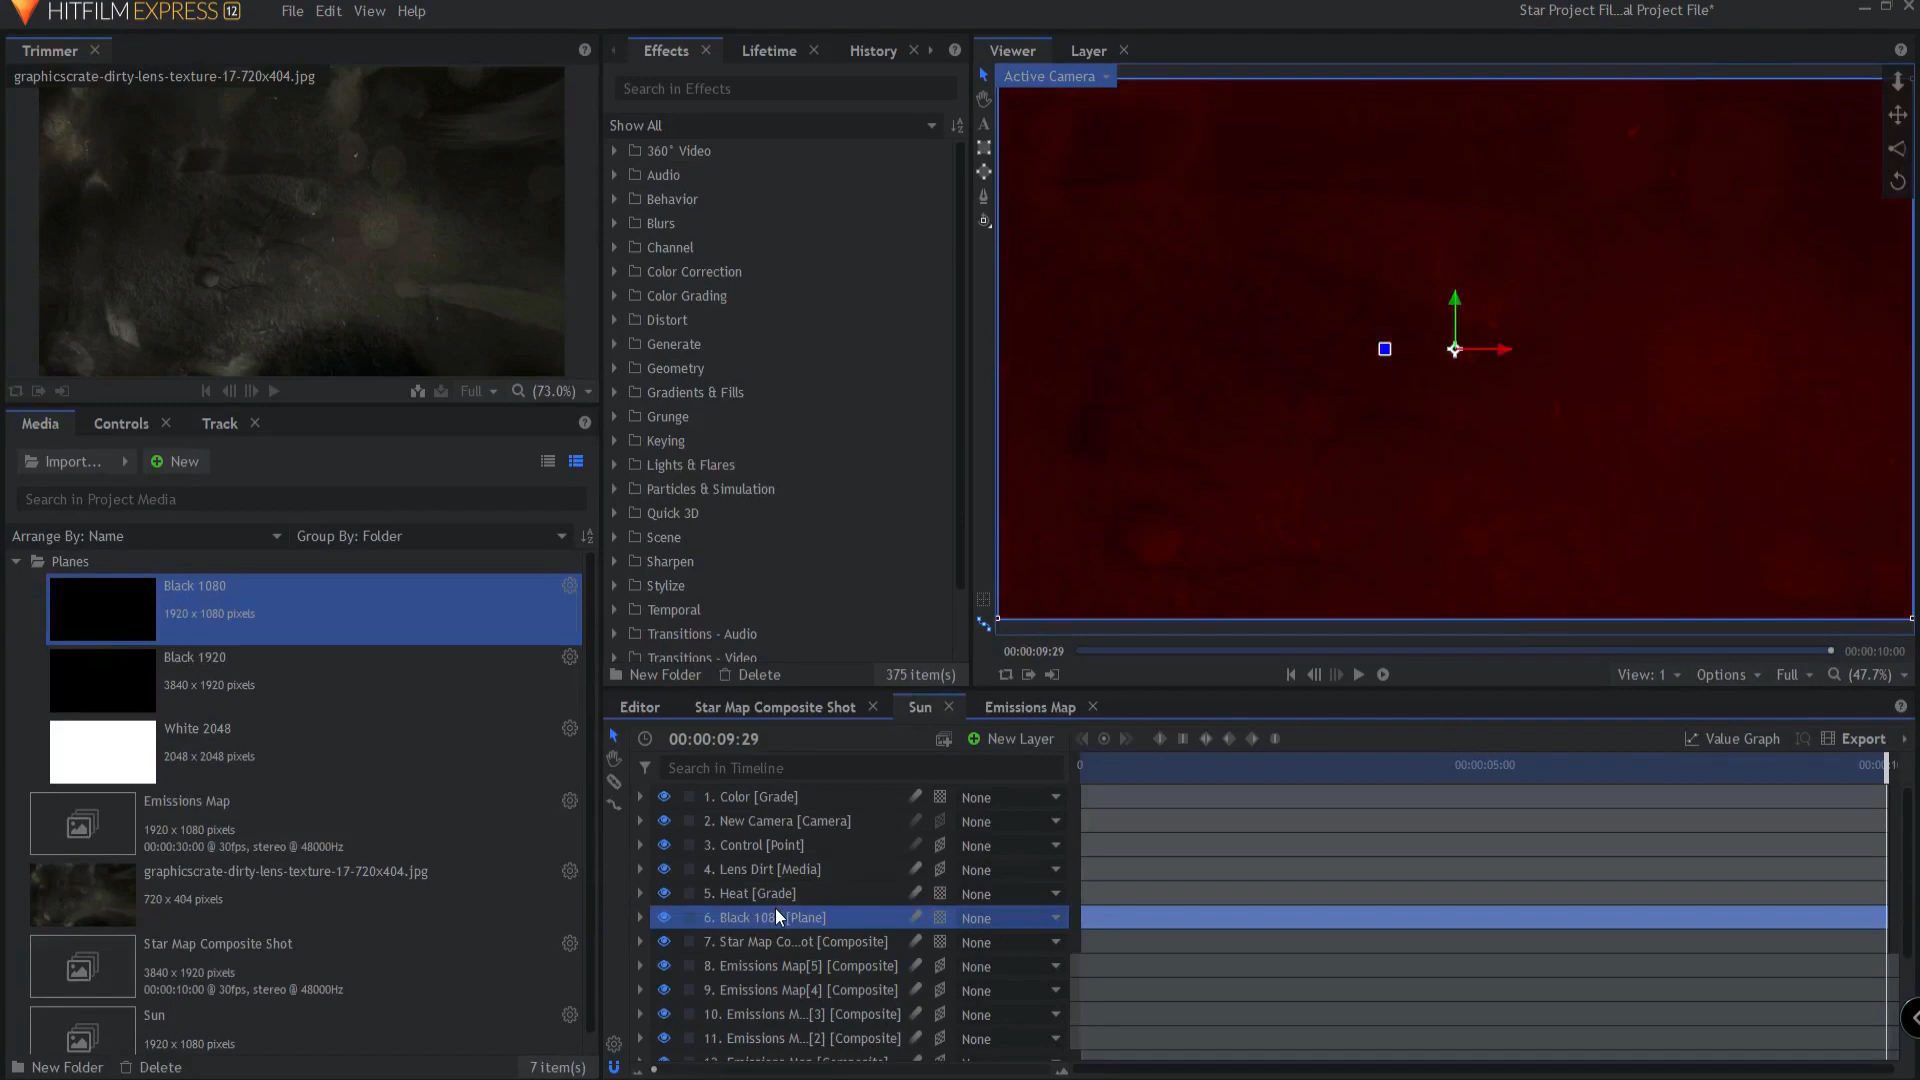 HITFILM EXPRESS 12
File Edit View Help
Star Project Fil...al Project File*
Trimmer
graphicscrate-dirty-lens-texture-17-720x404.jpg
Full (73.0%)
Effects Lifetime History
Search in Effects
Show All
360° Video
Audio
Behavior
Blurs
Channel
Color Correction
Color Grading
Distort
Generate
Geometry
Gradients & Fills
Grunge
Keying
Lights & Flares
Particles & Simulation
Quick 3D
Scene
Sharpen
Stylize
Temporal
Transitions - Audio
Transitions - Video
New Folder Delete 375 item(s)
Viewer Layer
Active Camera
00:00:09:29 00:00:10:00
View: 1 Options Full (47.7%)
Media Controls Track
Import... New
Search in Project Media
Arrange By: Name Group By: Folder
Planes
Black 1080
1920 x 1080 pixels
Black 1920
3840 x 1920 pixels
White 2048
2048 x 2048 pixels
Emissions Map
1920 x 1080 pixels
00:00:30:00 @ 30fps, stereo @ 48000Hz
graphicscrate-dirty-lens-texture-17-720x404.jpg
720 x 404 pixels
Star Map Composite Shot
3840 x 1920 pixels
00:00:10:00 @ 30fps, stereo @ 48000Hz
Sun
1920 x 1080 pixels
New Folder Delete 7 item(s)
Editor Star Map Composite Shot Sun Emissions Map
00:00:09:29 New Layer Value Graph Export
Search in Timeline
0 00:00:05:00
1. Color [Grade] None
2. New Camera [Camera] None
3. Control [Point] None
4. Lens Dirt [Media] None
5. Heat [Grade] None
6. Black 108 [Plane] None
7. Star Map Co...ot [Composite] None
8. Emissions Map[5] [Composite] None
9. Emissions Map[4] [Composite] None
10. Emissions M...[3] [Composite] None
11. Emissions M...[2] [Composite] None